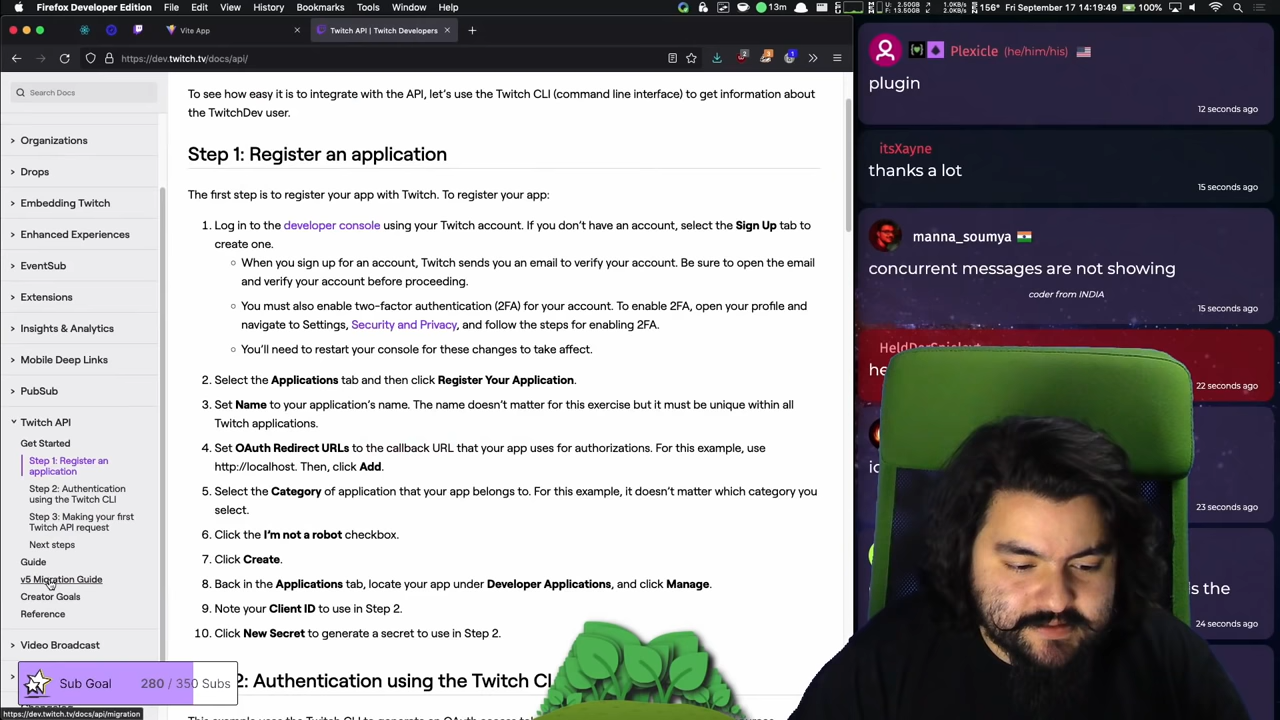 Firefox Developer Edition File Edit View History Bookmarks Tools Window Help
13m
156° Fri September 17 14:19:49 100%
Vite App
Twitch API | Twitch Developers
https://dev.twitch.tv/docs/api/
Search Docs
Organizations
Drops
Embedding Twitch
Enhanced Experiences
EventSub
Extensions
Insights & Analytics
Mobile Deep Links
PubSub
Twitch API
Get Started
Step 1: Register an
application
Step 2: Authentication
using the Twitch CLI
Step 3: Making your first
Twitch API request
Next steps
Guide
v5 Migration Guide
Creator Goals
Reference
Video Broadcast
Sub Goal 280 / 350 Subs
https://dev.twitch.tv/docs/api/migration
To see how easy it is to integrate with the API, let's use the Twitch CLI (command line interface) to get information about
the TwitchDev user.
Step 1: Register an application
The first step is to register your app with Twitch. To register your app:
1. Log in to the developer console using your Twitch account. If you don't have an account, select the Sign Up tab to
create one.
When you sign up for an account, Twitch sends you an email to verify your account. Be sure to open the email
and verify your account before proceeding.
You must also enable two-factor authentication (2FA) for your account. To enable 2FA, open your profile and
navigate to Settings, Security and Privacy, and follow the steps for enabling 2FA.
You'll need to restart your console for these changes to take affect.
2. Select the Applications tab and then click Register Your Application.
3. Set Name to your application's name. The name doesn't matter for this exercise but it must be unique within all
Twitch applications.
4. Set OAuth Redirect URLs to the callback URL that your app uses for authorizations. For this example, use
http://localhost. Then, click Add.
5. Select the Category of application that your app belongs to. For this example, it doesn't matter which category you
select.
6. Click the I'm not a robot checkbox.
7. Click Create.
8. Back in the Applications tab, locate your app under Developer Applications, and click Manage.
9. Note your Client ID to use in Step 2.
10. Click New Secret to generate a secret to use in Step 2.
2: Authentication using the Twitch CL
Plexicle (he/him/his)
plugin
12 seconds ago
itsXayne
thanks a lot
15 seconds ago
manna_soumya
concurrent messages are not showing
coder from INDIA
15 seconds ago
22 seconds ago
23 seconds ago
the
24 seconds ago